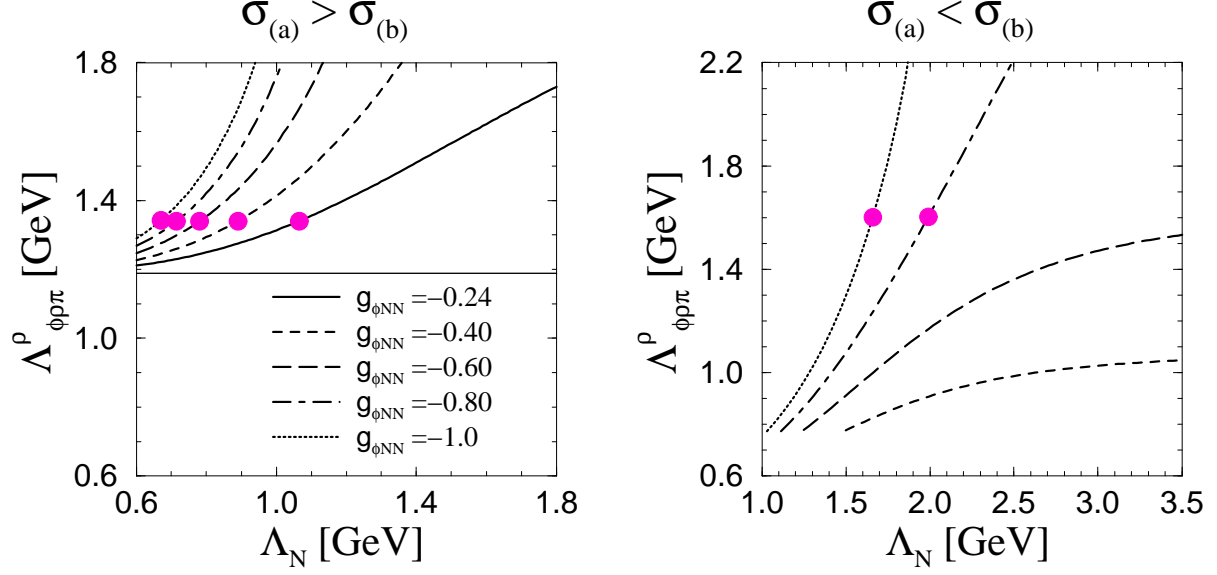 σ(a) > σ(b)
σ(a) < σ(b)
Λ^ρ_φρπ [GeV]
1.8
1.4
1.0
0.6
g_φNN =−0.24
g_φNN =−0.40
g_φNN =−0.60
g_φNN =−0.80
g_φNN =−1.0
0.6 1.0 1.4 1.8
Λ_N [GeV]
Λ^ρ_φρπ [GeV]
2.2
1.8
1.4
1.0
0.6
1.0 1.5 2.0 2.5 3.0 3.5
Λ_N [GeV]